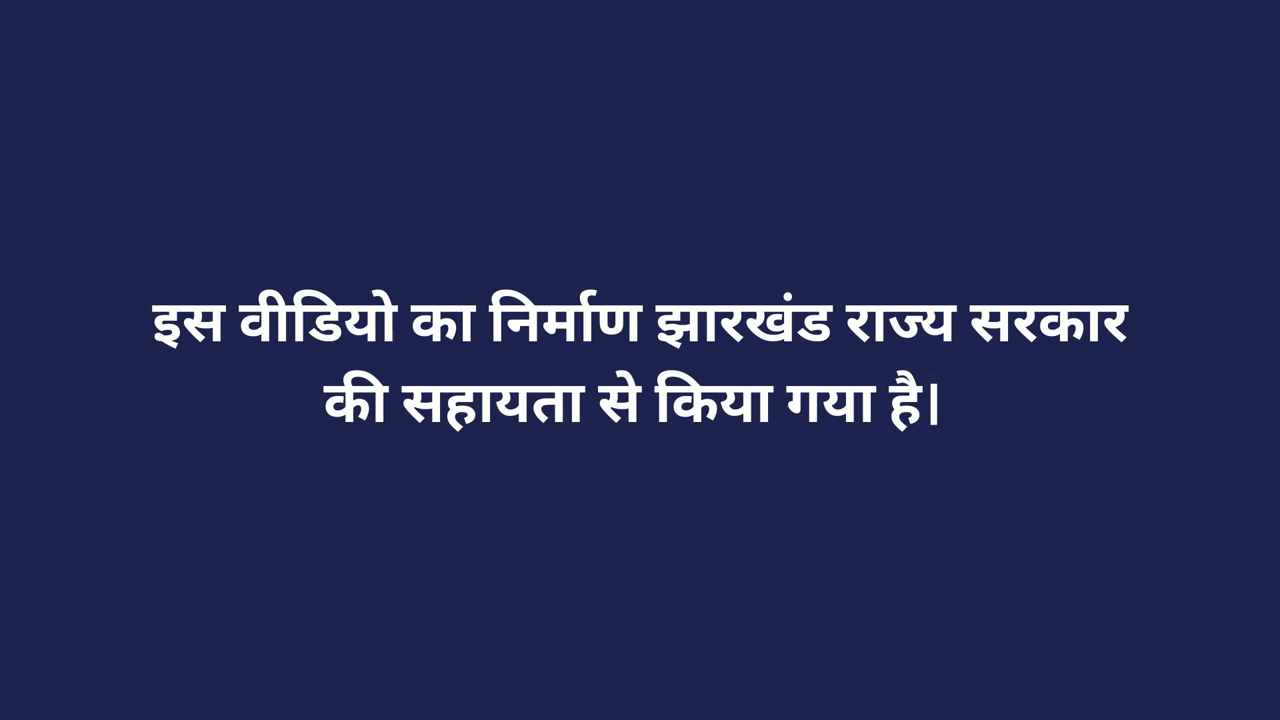 इस वीडियो का निर्माण झारखंड राज्य सरकार
की सहायता से किया गया है।